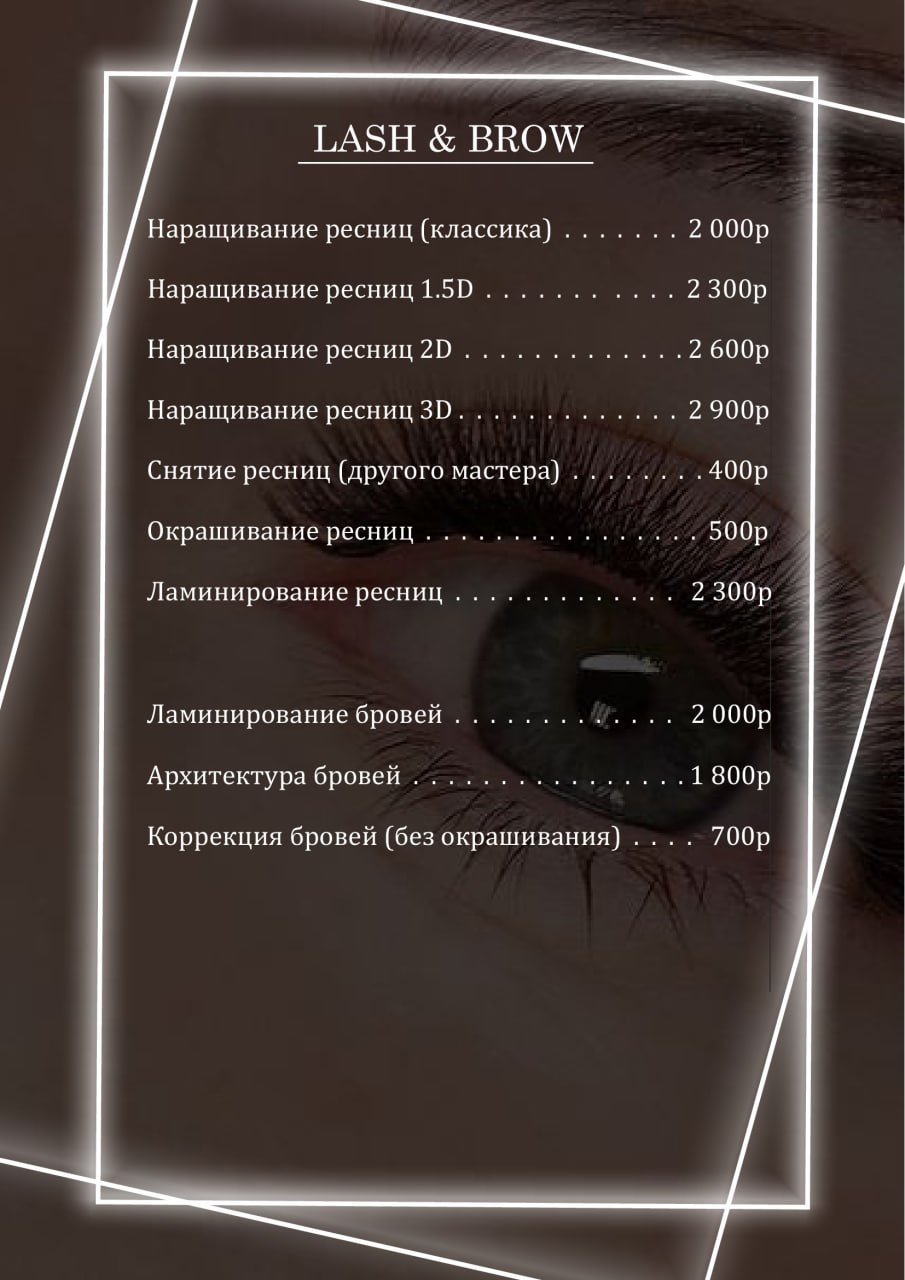 LASH & BROW
Наращивание ресниц (классика) . . . . . . . 2 000р
Наращивание ресниц 1.5D . . . . . . . . . . . 2 300р
Наращивание ресниц 2D . . . . . . . . . . . . . 2 600р
Наращивание ресниц 3D . . . . . . . . . . . . . 2 900р
Снятие ресниц (другого мастера) . . . . . . . . 400р
Окрашивание ресниц . . . . . . . . . . . . . . . . 500р
Ламинирование ресниц . . . . . . . . . . . . . 2 300р
Ламинирование бровей . . . . . . . . . . . . . 2 000р
Архитектура бровей . . . . . . . . . . . . . . . . 1 800р
Коррекция бровей (без окрашивания) . . . . 700р